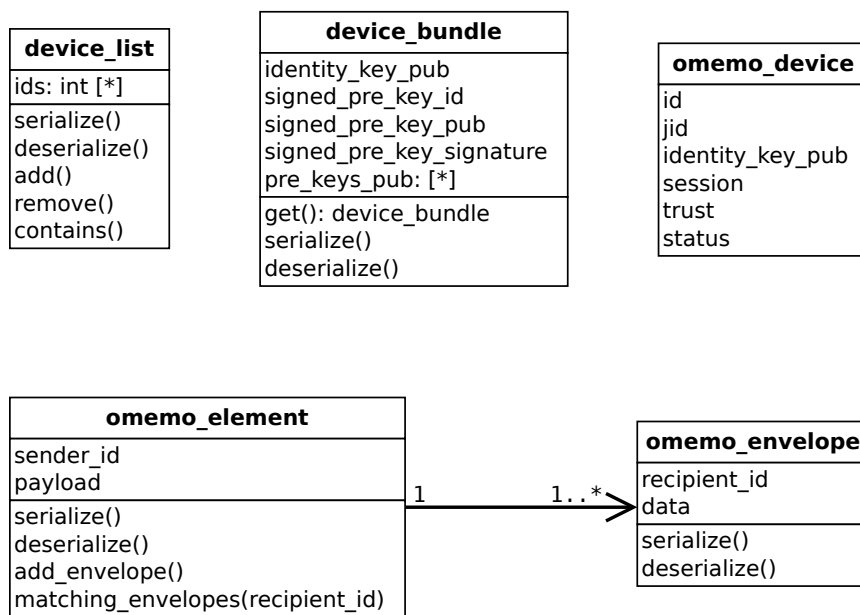 device_list
ids: int [*]
serialize()
deserialize()
add()
remove()
contains()
device_bundle
identity_key_pub
signed_pre_key_id
signed_pre_key_pub
signed_pre_key_signature
pre_keys_pub: [*]
get(): device_bundle
serialize()
deserialize()
omemo_device
id
jid
identity_key_pub
session
trust
status
omemo_element
sender_id
payload
serialize()
deserialize()
add_envelope()
matching_envelopes(recipient_id)
1 1..*
omemo_envelope
recipient_id
data
serialize()
deserialize()